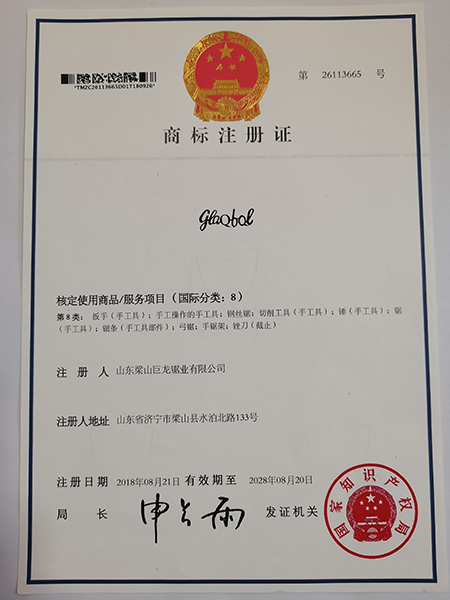 *TMZC26113665D01T180926*
第 26113665 号
商标注册证
glaobal
核定使用商品/服务项目（国际分类：8）
第8类：扳手（手工具）；手工操作的手工具；钢丝锯；切削工具（手工具）；锤（手工具）；锯
（手工具）；锯条（手工具部件）；弓锯；手锯架；锉刀（截止）
注 册 人 山东梁山巨龙锯业有限公司
注册人地址 山东省济宁市梁山县水泊北路133号
注册日期 2018年08月21日 有效期至 2028年08月20日
局 长 申长雨 发证机关
国家知识产权局